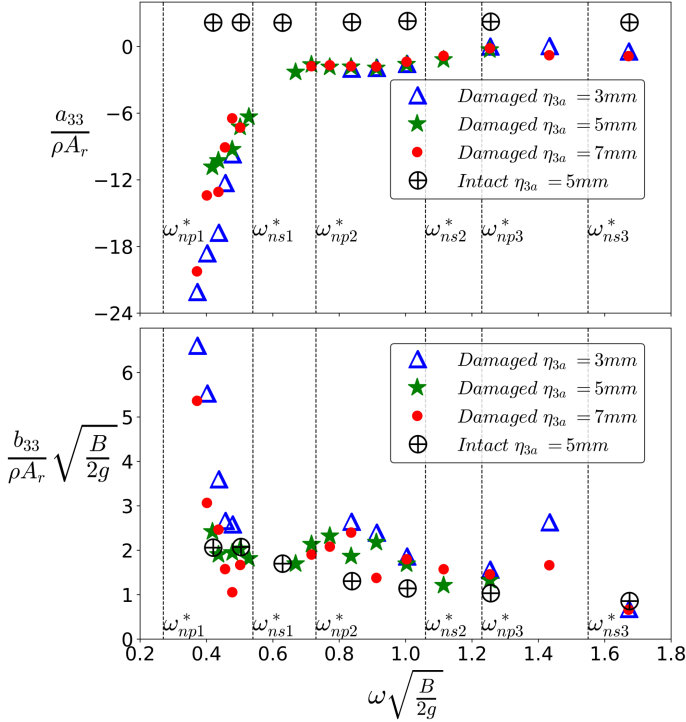 0
−6
−12
−18
−24
a₃₃/ρAᵣ
Damaged η₃ₐ = 3mm
Damaged η₃ₐ = 5mm
Damaged η₃ₐ = 7mm
Intact η₃ₐ = 5mm
ω*ₙₚ₁ ω*ₙₛ₁ ω*ₙₚ₂ ω*ₙₛ₂ ω*ₙₚ₃ ω*ₙₛ₃
6
5
4
3
2
1
0
b₃₃/ρAᵣ √(B/2g)
Damaged η₃ₐ = 3mm
Damaged η₃ₐ = 5mm
Damaged η₃ₐ = 7mm
Intact η₃ₐ = 5mm
ω*ₙₚ₁ ω*ₙₛ₁ ω*ₙₚ₂ ω*ₙₛ₂ ω*ₙₚ₃ ω*ₙₛ₃
0.2 0.4 0.6 0.8 1.0 1.2 1.4 1.6 1.8
ω√(B/2g)